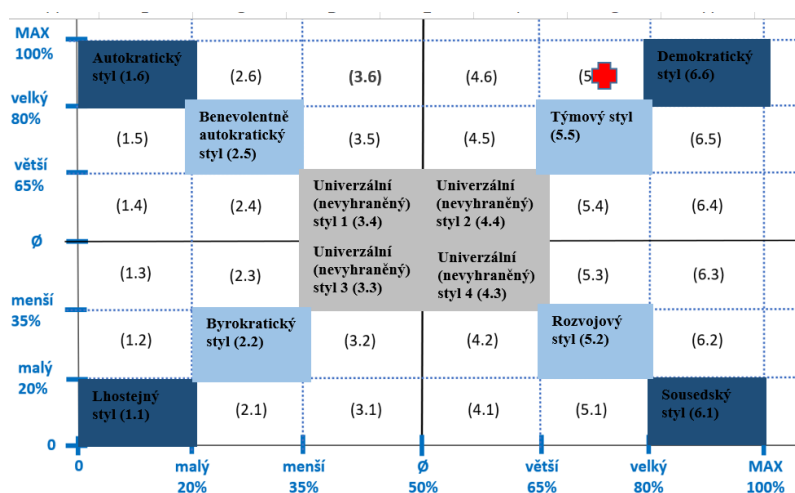 MAX
100%
Autokratický
styl (1.6)
(2.6)
(3.6)
(4.6)
(5
Demokratický
styl (6.6)
velký
80%
(1.5)
Benevolentně
autokratický
styl (2.5)
(3.5)
(4.5)
Týmový styl
(5.5)
(6.5)
větší
65%
(1.4)
(2.4)
Univerzální
(nevyhraněný)
styl 1 (3.4)
Univerzální
(nevyhraněný)
styl 2 (4.4)
(5.4)
(6.4)
Ø
(1.3)
(2.3)
Univerzální
(nevyhraněný)
styl 3 (3.3)
Univerzální
(nevyhraněný)
styl 4 (4.3)
(5.3)
(6.3)
menší
35%
(1.2)
Byrokratický
styl (2.2)
(3.2)
(4.2)
Rozvojový
styl (5.2)
(6.2)
malý
20%
Lhostejný
styl (1.1)
(2.1)
(3.1)
(4.1)
(5.1)
Sousedský
styl (6.1)
0
0
malý
20%
menší
35%
Ø
50%
větší
65%
velký
80%
MAX
100%